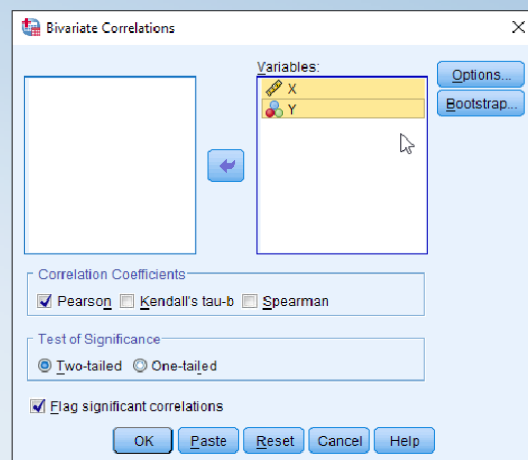 Bivariate Correlations
Variables:
X
Y
Options...
Bootstrap...
Correlation Coefficients
Pearson Kendall's tau-b Spearman
Test of Significance
Two-tailed One-tailed
Flag significant correlations
OK Paste Reset Cancel Help